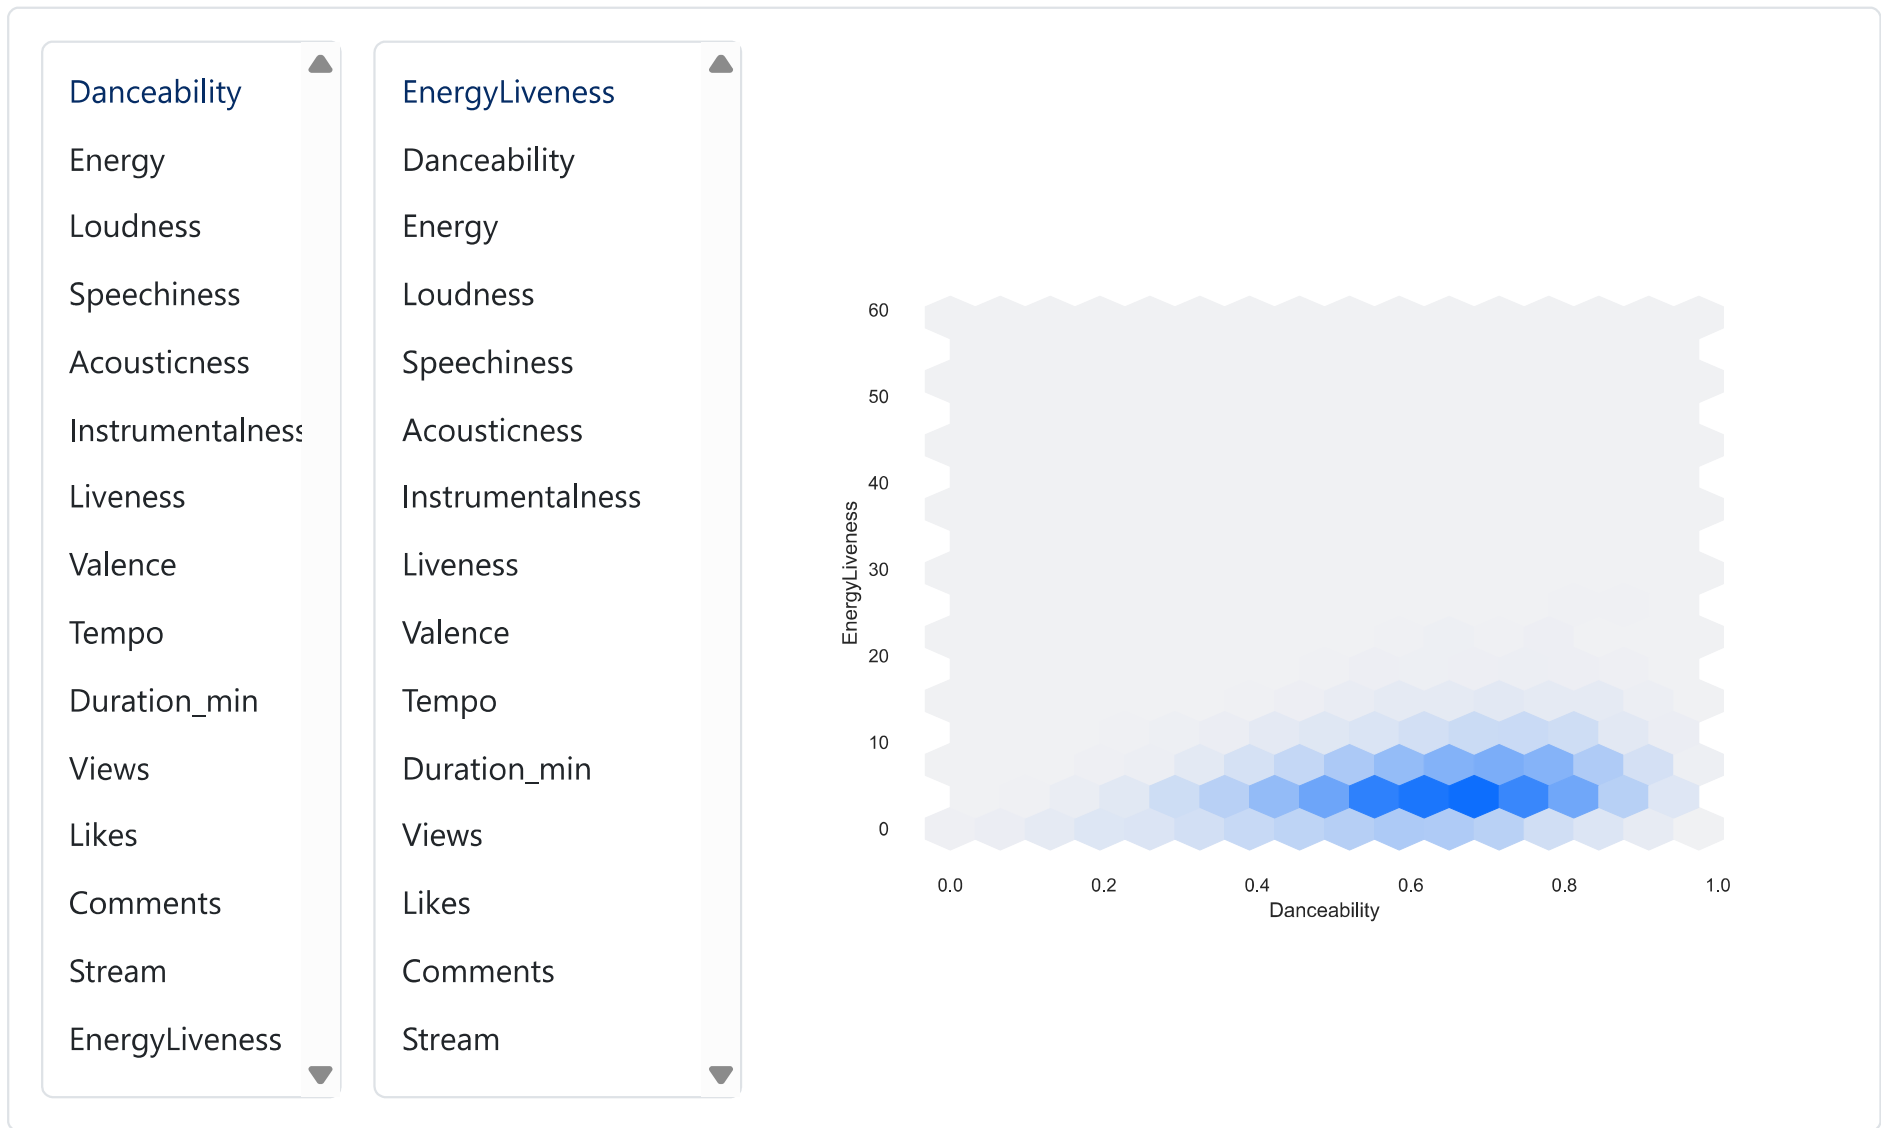 Danceability
Energy
Loudness
Speechiness
Acousticness
Instrumentalness
Liveness
Valence
Tempo
Duration_min
Views
Likes
Comments
Stream
EnergyLiveness
EnergyLiveness
Danceability
Energy
Loudness
Speechiness
Acousticness
Instrumentalness
Liveness
Valence
Tempo
Duration_min
Views
Likes
Comments
Stream
60
50
40
30
20
10
0
EnergyLiveness
0.0 0.2 0.4 0.6 0.8 1.0
Danceability